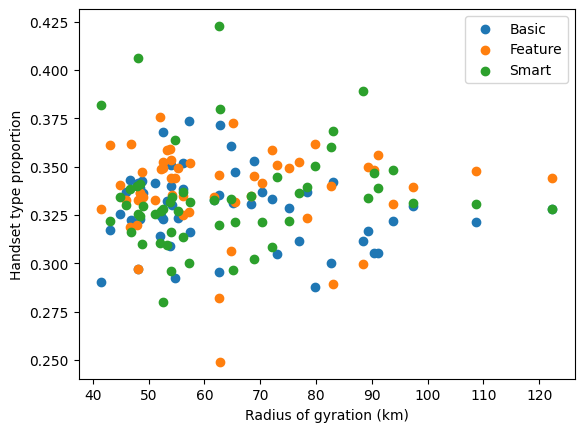 0.425
0.400
0.375
0.350
0.325
0.300
0.275
0.250
Handset type proportion
40 50 60 70 80 90 100 110 120
Radius of gyration (km)
Basic
Feature
Smart